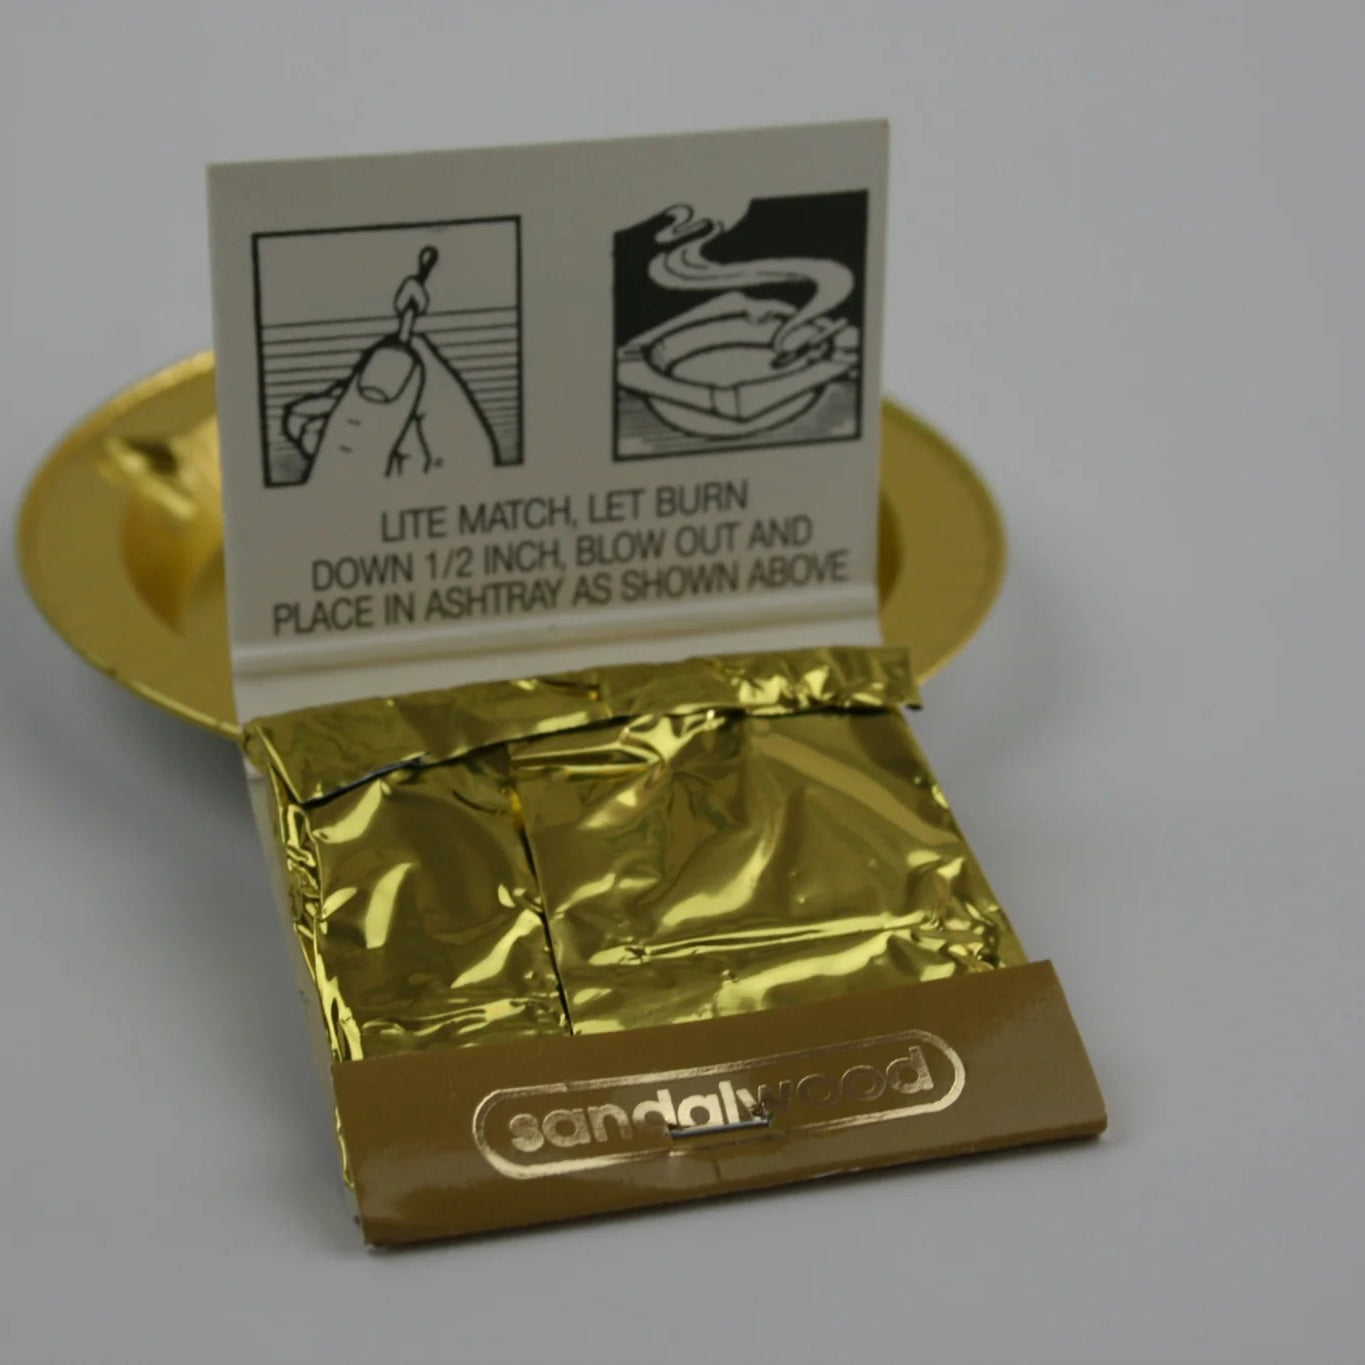 LITE MATCH, LET BURN
DOWN 1/2 INCH, BLOW OUT AND
PLACE IN ASHTRAY AS SHOWN ABOVE
sandalwood